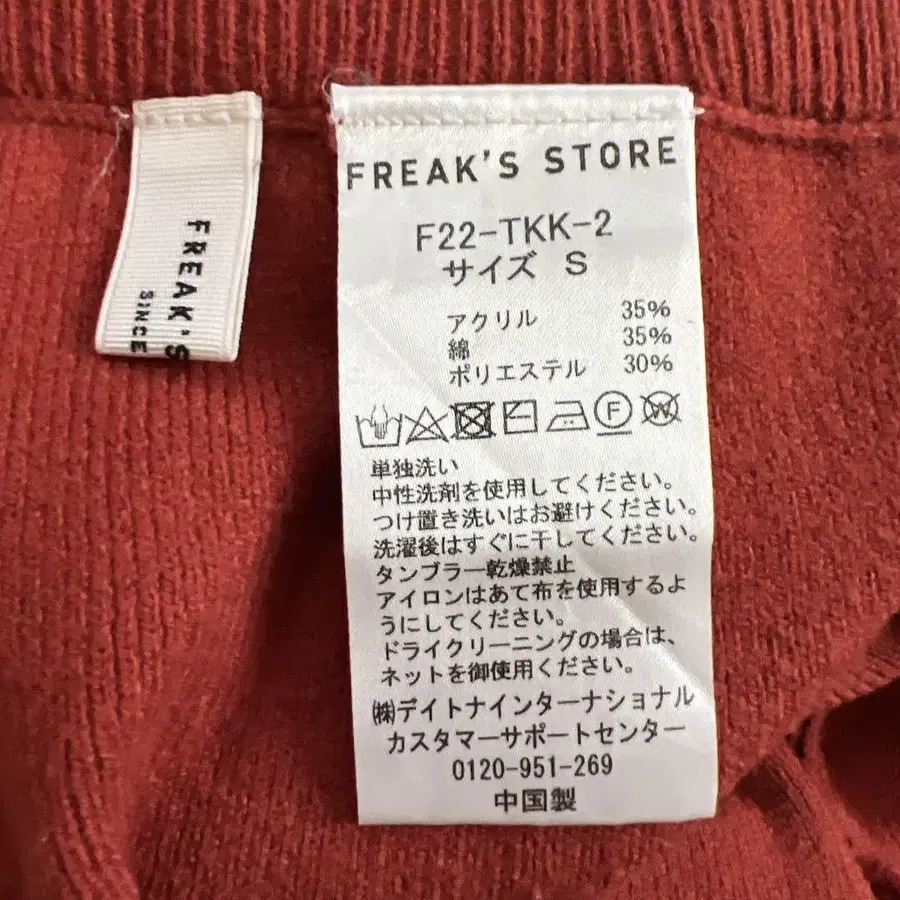 FREAK'S
SINCE
FREAK'S STORE
F22-TKK-2
サイズ S
アクリル 35%
綿 35%
ポリエステル 30%
F W
単独洗い
中性洗剤を使用してください。
つけ置き洗いはお避けください。
洗濯後はすぐに干してください。
タンブラー乾燥禁止
アイロンはあて布を使用するよ
うにしてください。
ドライクリーニングの場合は、
ネットを御使用ください。
㈱デイトナインターナショナル
カスタマーサポートセンター
0120-951-269
中国製